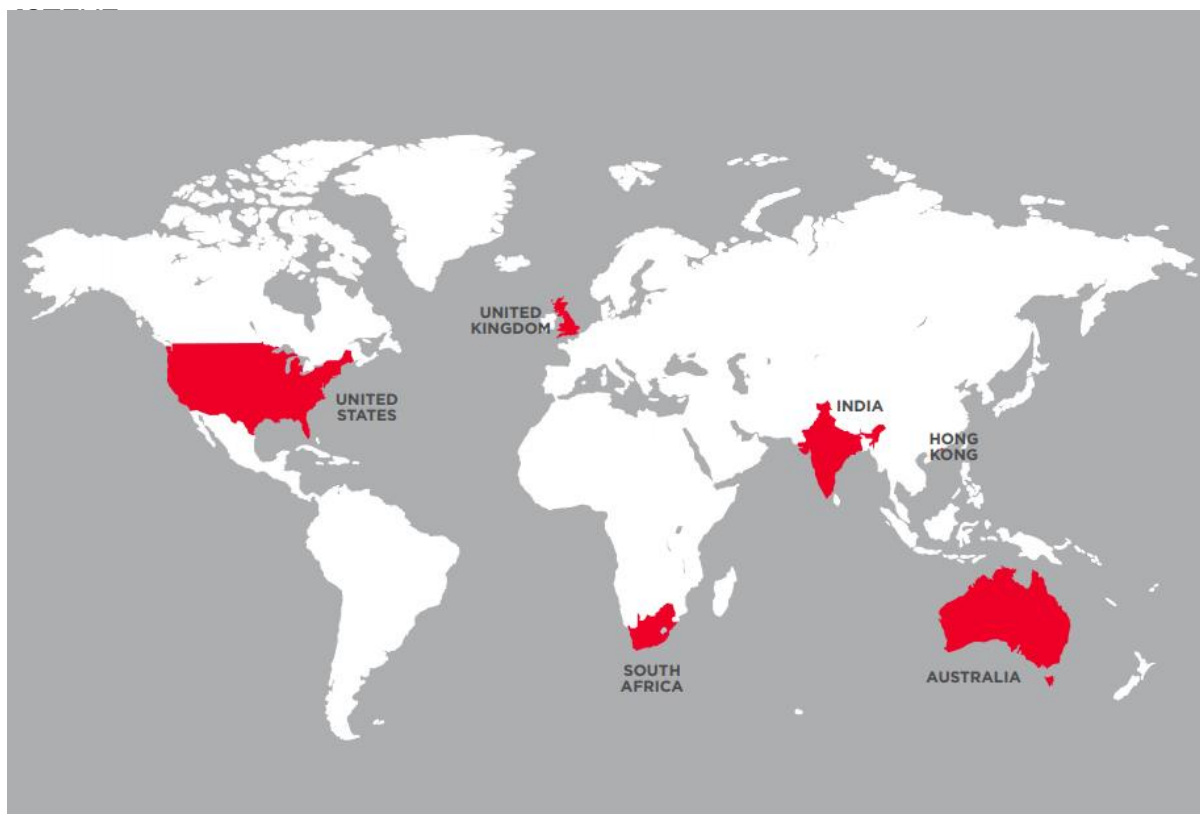 UNITED
KINGDOM
UNITED
STATES
INDIA
HONG
KONG
SOUTH
AFRICA
AUSTRALIA